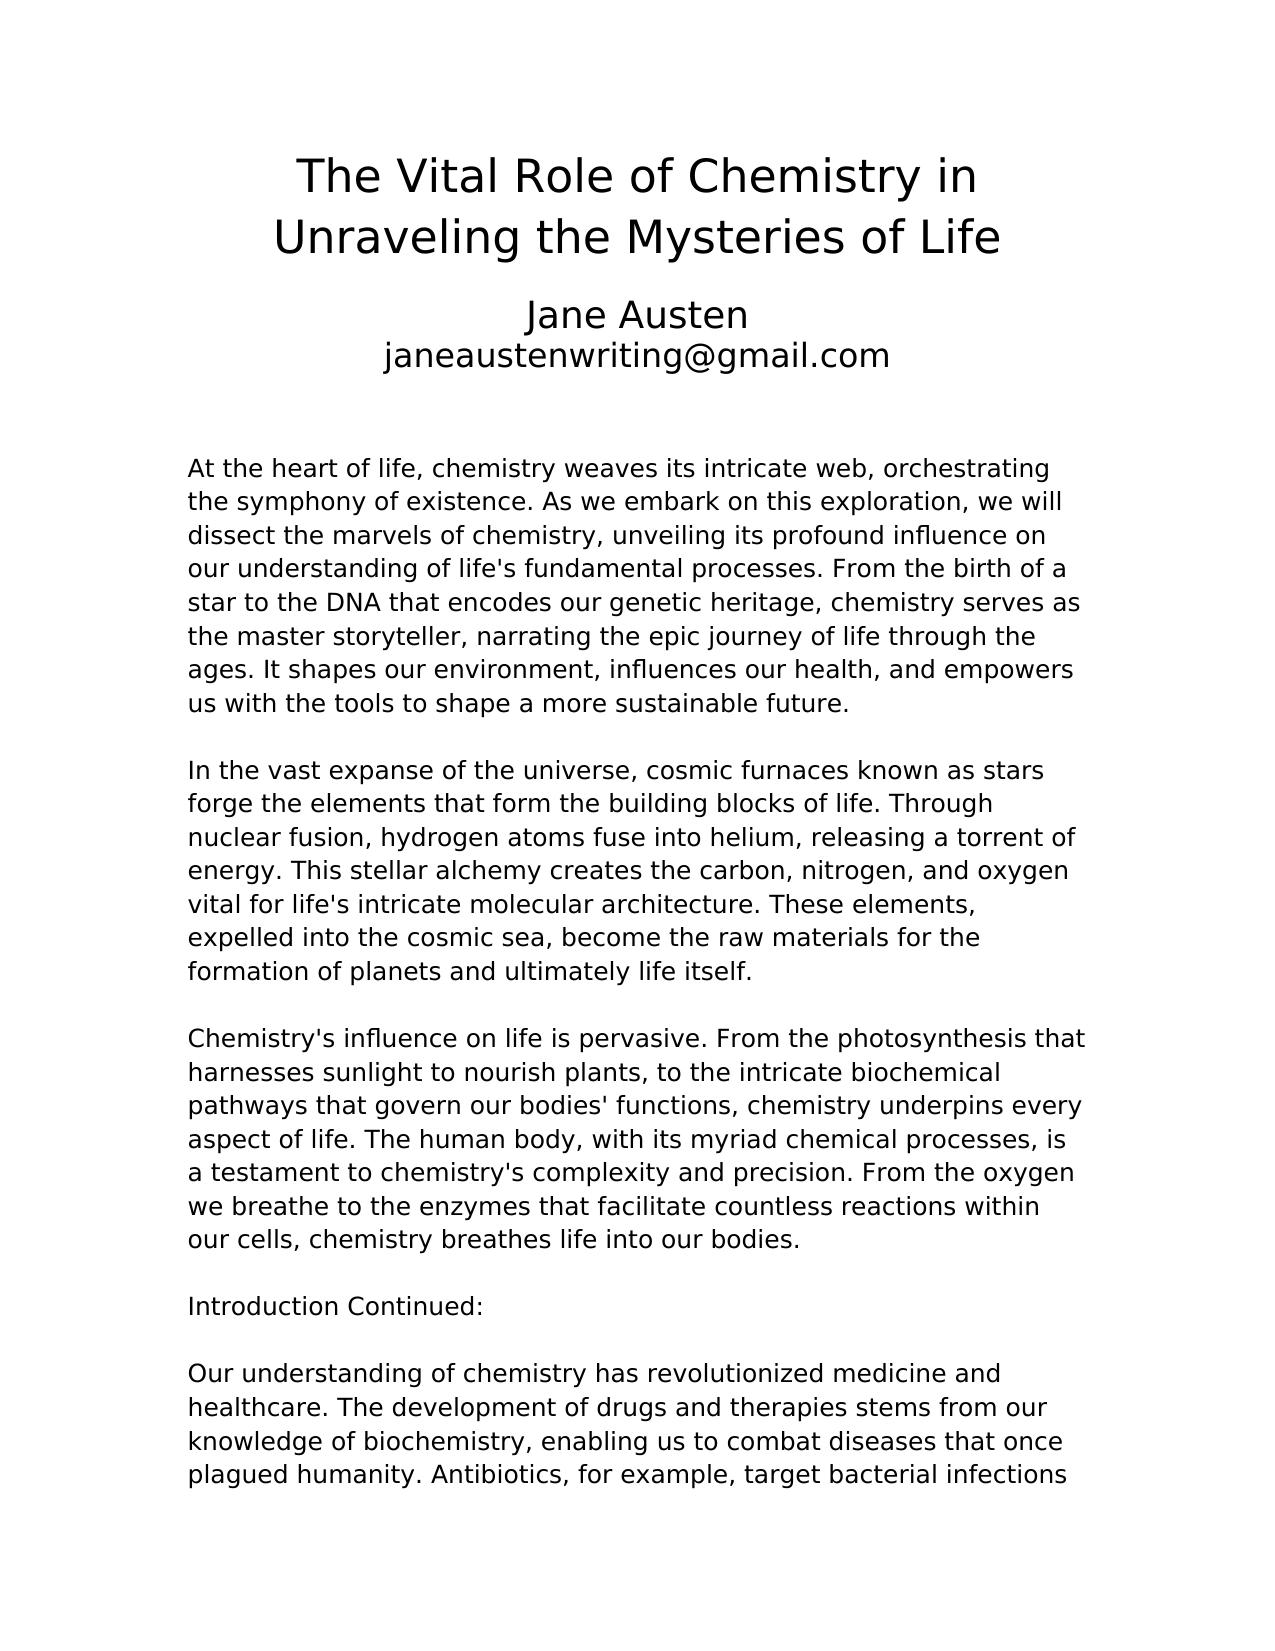 The Vital Role of Chemistry in
Unraveling the Mysteries of Life
Jane Austen
janeaustenwriting@gmail.com
At the heart of life, chemistry weaves its intricate web, orchestrating
the symphony of existence. As we embark on this exploration, we will
dissect the marvels of chemistry, unveiling its profound influence on
our understanding of life's fundamental processes. From the birth of a
star to the DNA that encodes our genetic heritage, chemistry serves as
the master storyteller, narrating the epic journey of life through the
ages. It shapes our environment, influences our health, and empowers
us with the tools to shape a more sustainable future.
In the vast expanse of the universe, cosmic furnaces known as stars
forge the elements that form the building blocks of life. Through
nuclear fusion, hydrogen atoms fuse into helium, releasing a torrent of
energy. This stellar alchemy creates the carbon, nitrogen, and oxygen
vital for life's intricate molecular architecture. These elements,
expelled into the cosmic sea, become the raw materials for the
formation of planets and ultimately life itself.
Chemistry's influence on life is pervasive. From the photosynthesis that
harnesses sunlight to nourish plants, to the intricate biochemical
pathways that govern our bodies' functions, chemistry underpins every
aspect of life. The human body, with its myriad chemical processes, is
a testament to chemistry's complexity and precision. From the oxygen
we breathe to the enzymes that facilitate countless reactions within
our cells, chemistry breathes life into our bodies.
Introduction Continued:
Our understanding of chemistry has revolutionized medicine and
healthcare. The development of drugs and therapies stems from our
knowledge of biochemistry, enabling us to combat diseases that once
plagued humanity. Antibiotics, for example, target bacterial infections